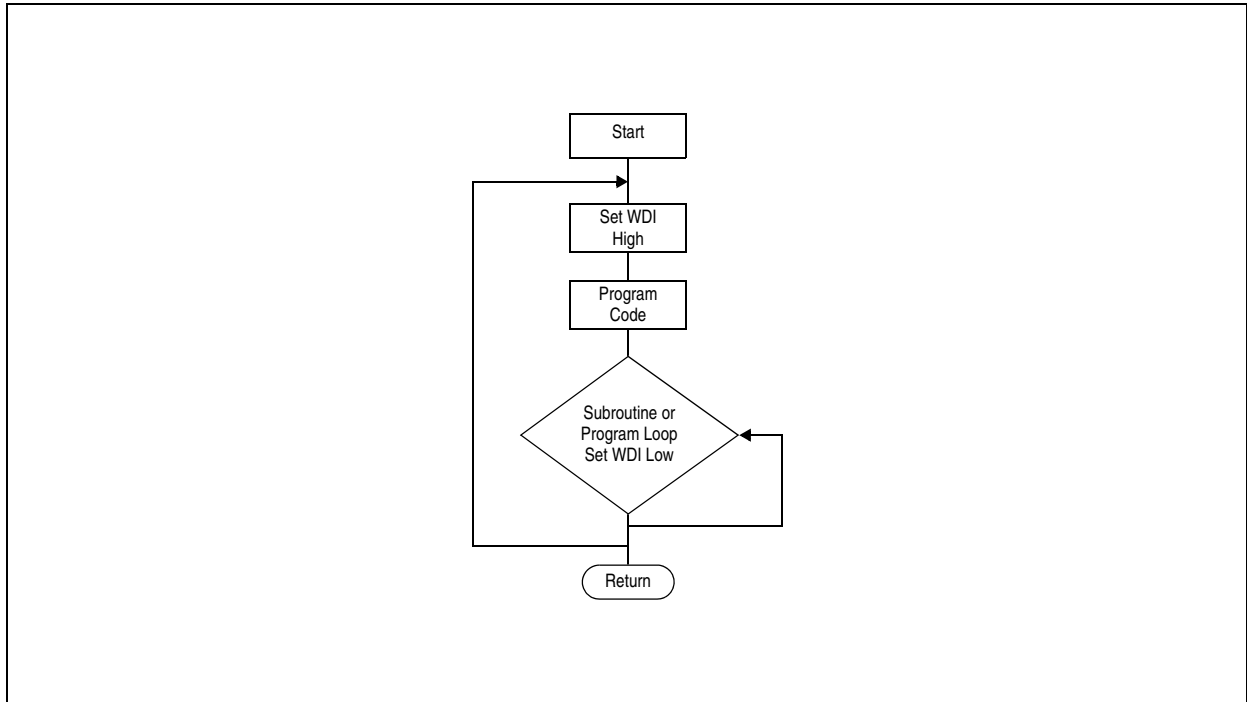 Start
Set WDI
High
Program
Code
Subroutine or
Program Loop
Set WDI Low
Return